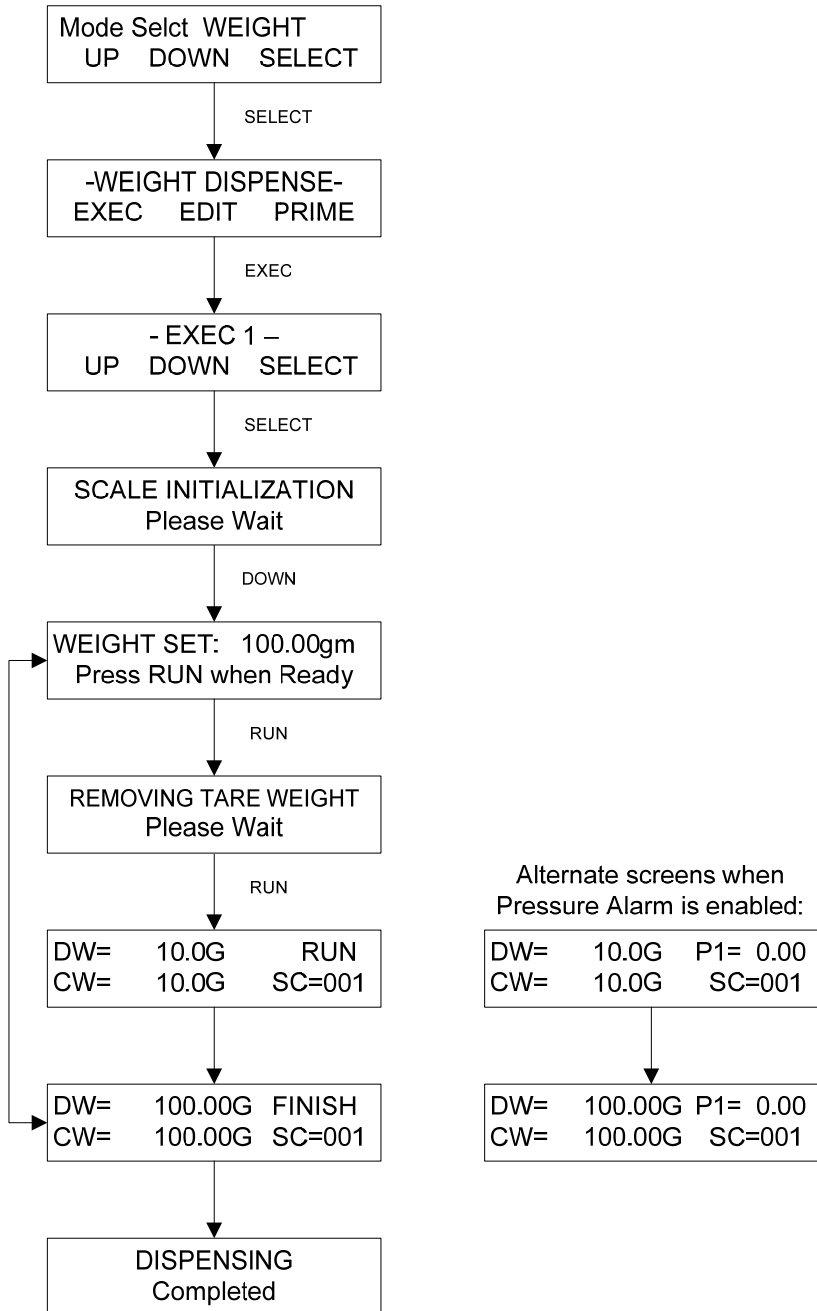 Mode Selct WEIGHT
UP DOWN SELECT
SELECT
-WEIGHT DISPENSE-
EXEC EDIT PRIME
EXEC
- EXEC 1 –
UP DOWN SELECT
SELECT
SCALE INITIALIZATION
Please Wait
DOWN
WEIGHT SET: 100.00gm
Press RUN when Ready
RUN
REMOVING TARE WEIGHT
Please Wait
RUN
DW= 10.0G RUN
CW= 10.0G SC=001
DW= 100.00G FINISH
CW= 100.00G SC=001
DISPENSING
Completed
Alternate screens when
Pressure Alarm is enabled:
DW= 10.0G P1= 0.00
CW= 10.0G SC=001
DW= 100.00G P1= 0.00
CW= 100.00G SC=001